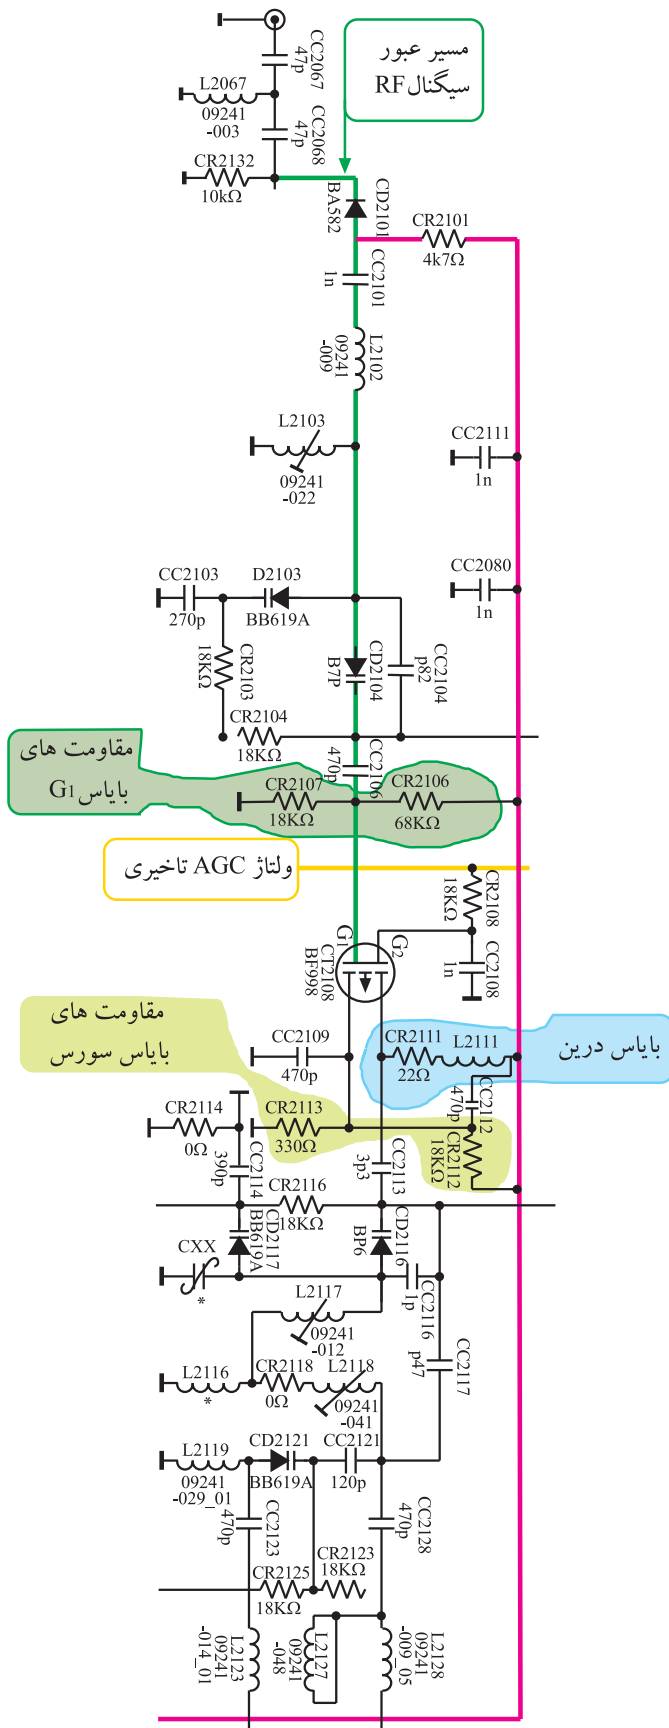 CC2067
47p
L2067
09241
-003
CC2068
47p
مسیر عبور
سیگنال RF
CR2132
10kΩ
CD2101
BA582
CR2101
4k7Ω
CC2101
1n
L2102
09241
-009
L2103
09241
-022
CC2111
1n
CC2080
1n
CC2103
270p
D2103
BB619A
CR2103
18KΩ
CD2104
B7P
CC2104
p82
CR2104
18KΩ
CC2106
470p
مقاومت های
بایاس G1
CR2107
18KΩ
CR2106
68KΩ
ولتاژ AGC تاخیری
CR2108
18KΩ
G1
G2
CT2108
BF998
CC2108
1n
مقاومت های
بایاس سورس
CC2109
470p
CR2111
22Ω
L2111
بایاس درین
CC2112
470p
CR2114
0Ω
CR2113
330Ω
CR2112
18KΩ
CC2114
390p
CC2113
3p3
CR2116
18KΩ
CD2117
BB619A
CD2116
BP6
CXX
*
CC2116
1p
L2117
09241
-012
CC2117
p47
L2116
*
CR2118
0Ω
L2118
09241
-041
L2119
09241
-029_01
CD2121
BB619A
CC2121
120p
CC2123
470p
CC2128
470p
CR2125
18KΩ
CR2123
18KΩ
L2123
09241
-014_01
L2127
09241
-048
L2128
09241
-009_05